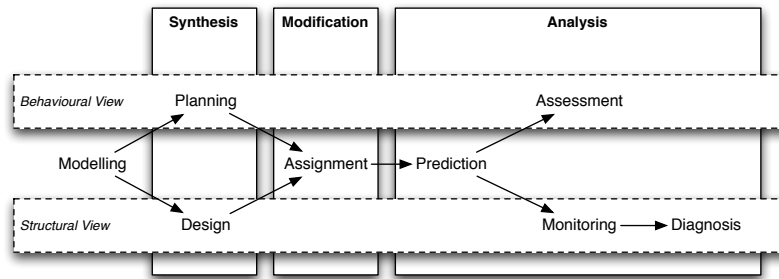 Synthesis Modification Analysis
Behavioural View Planning Assessment
Modelling Assignment Prediction
Structural View Design Monitoring Diagnosis